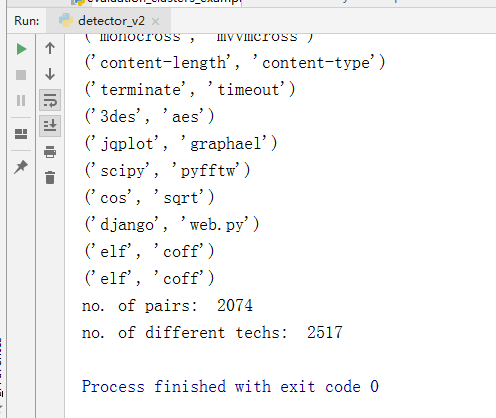 evaluation_clusters_exampl
Run: detector_v2 ×
('monocross', 'mvvmcross')
('content-length', 'content-type')
('terminate', 'timeout')
('3des', 'aes')
('jqplot', 'graphael')
('scipy', 'pyfftw')
('cos', 'sqrt')
('django', 'web.py')
('elf', 'coff')
('elf', 'coff')
no. of pairs:  2074
no. of different techs:  2517
Process finished with exit code 0